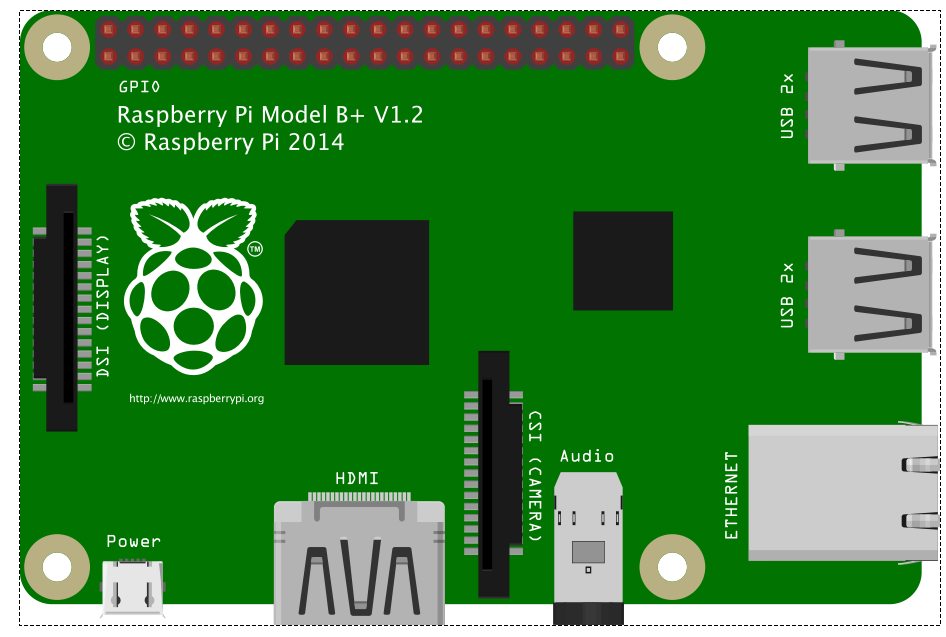 GPIO
Raspberry Pi Model B+ V1.2
© Raspberry Pi 2014
USB 2x
TM
DSI (DISPLAY)
USB 2x
http://www.raspberrypi.org
CSI (CAMERA)
Audio
ETHERNET
HDMI
Power